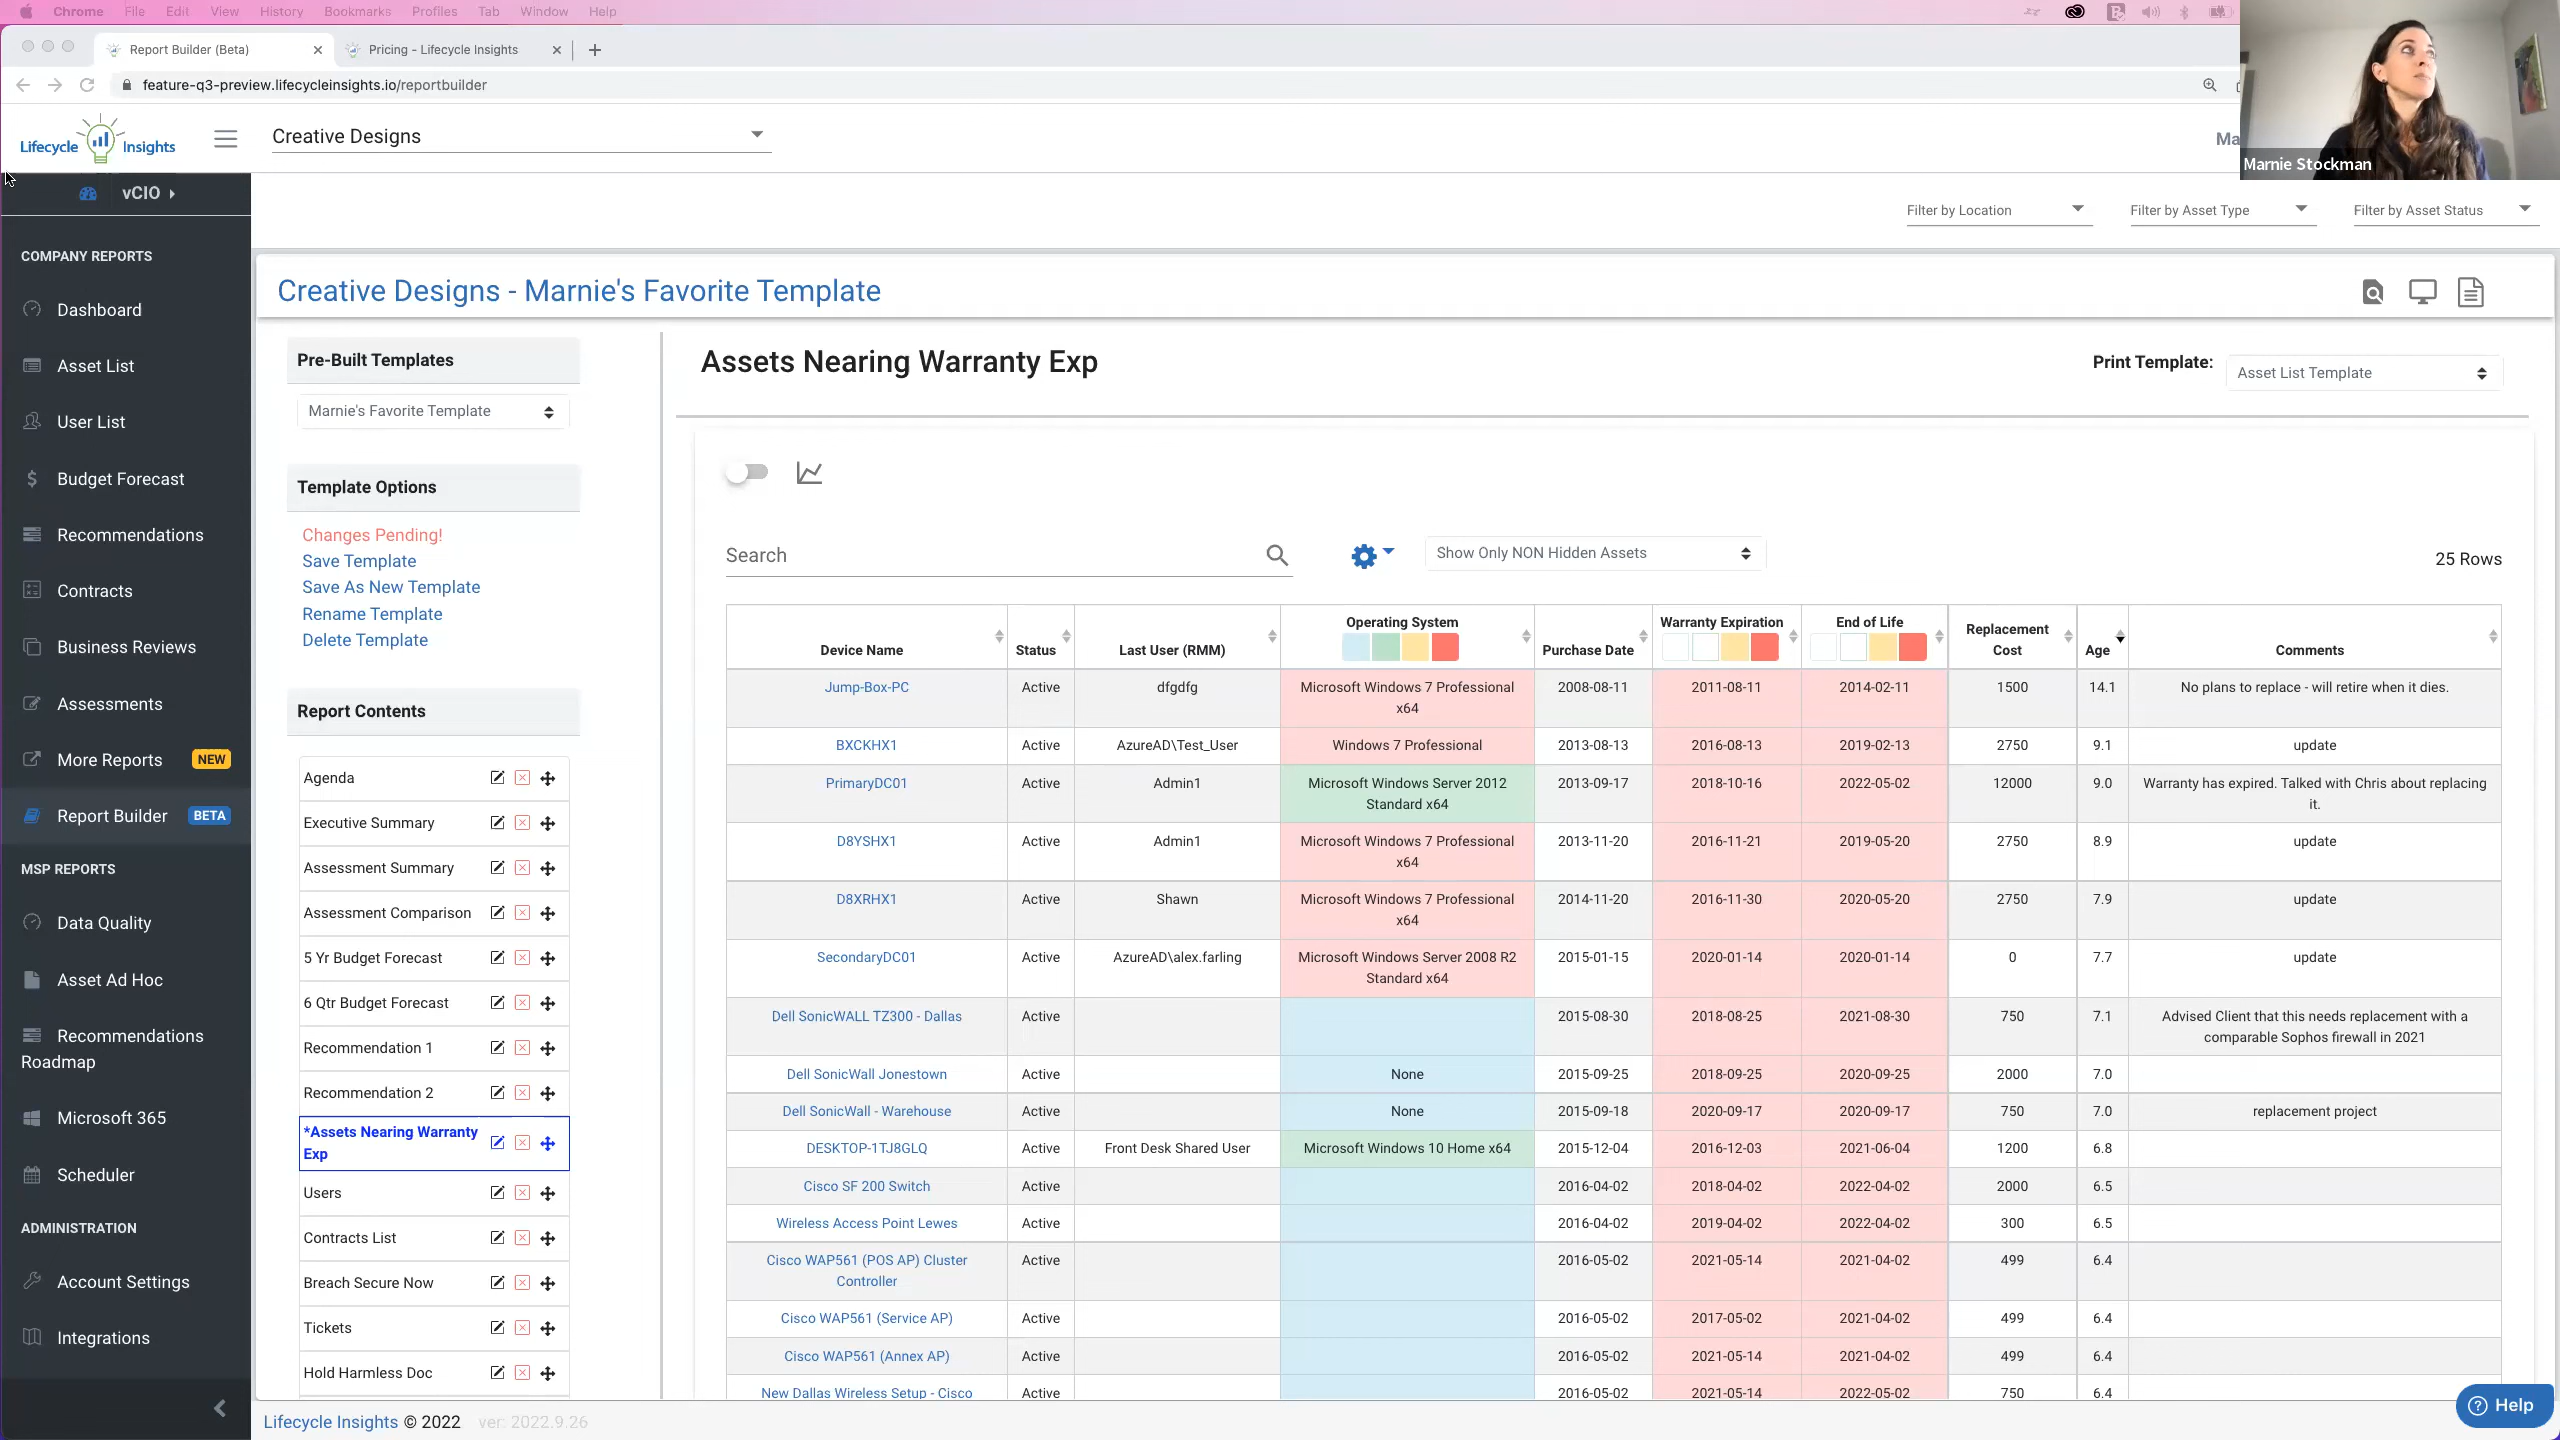 Chrome File Edit View History Bookmarks Profiles Tab Window Help
Report Builder (Beta)
Pricing - Lifecycle Insights
feature-q3-preview.lifecycleinsights.io/reportbuilder
Lifecycle Insights
Creative Designs
Ma
Marnie Stockman
vCIO
Filter by Location
Filter by Asset Type
Filter by Asset Status
COMPANY REPORTS
Dashboard
Asset List
User List
Budget Forecast
Recommendations
Contracts
Business Reviews
Assessments
More Reports NEW
Report Builder BETA
MSP REPORTS
Data Quality
Asset Ad Hoc
Recommendations
Roadmap
Microsoft 365
Scheduler
ADMINISTRATION
Account Settings
Integrations
Creative Designs - Marnie's Favorite Template
Pre-Built Templates
Marnie's Favorite Template
Template Options
Changes Pending!
Save Template
Save As New Template
Rename Template
Delete Template
Report Contents
Agenda
Executive Summary
Assessment Summary
Assessment Comparison
5 Yr Budget Forecast
6 Qtr Budget Forecast
Recommendation 1
Recommendation 2
*Assets Nearing Warranty
Exp
Users
Contracts List
Breach Secure Now
Tickets
Hold Harmless Doc
Assets Nearing Warranty Exp
Print Template: Asset List Template
Search
Show Only NON Hidden Assets
25 Rows
Device Name Status Last User (RMM) Operating System Purchase Date Warranty Expiration End of Life Replacement Cost Age Comments
Jump-Box-PC Active dfgdfg Microsoft Windows 7 Professional x64 2008-08-11 2011-08-11 2014-02-11 1500 14.1 No plans to replace - will retire when it dies.
BXCKHX1 Active AzureAD\Test_User Windows 7 Professional 2013-08-13 2016-08-13 2019-02-13 2750 9.1 update
PrimaryDC01 Active Admin1 Microsoft Windows Server 2012 Standard x64 2013-09-17 2018-10-16 2022-05-02 12000 9.0 Warranty has expired. Talked with Chris about replacing it.
D8YSHX1 Active Admin1 Microsoft Windows 7 Professional x64 2013-11-20 2016-11-21 2019-05-20 2750 8.9 update
D8XRHX1 Active Shawn Microsoft Windows 7 Professional x64 2014-11-20 2016-11-30 2020-05-20 2750 7.9 update
SecondaryDC01 Active AzureAD\alex.farling Microsoft Windows Server 2008 R2 Standard x64 2015-01-15 2020-01-14 2020-01-14 0 7.7 update
Dell SonicWALL TZ300 - Dallas Active 2015-08-30 2018-08-25 2021-08-30 750 7.1 Advised Client that this needs replacement with a comparable Sophos firewall in 2021
Dell SonicWall Jonestown Active None 2015-09-25 2018-09-25 2020-09-25 2000 7.0
Dell SonicWall - Warehouse Active None 2015-09-18 2020-09-17 2020-09-17 750 7.0 replacement project
DESKTOP-1TJ8GLQ Active Front Desk Shared User Microsoft Windows 10 Home x64 2015-12-04 2016-12-03 2021-06-04 1200 6.8
Cisco SF 200 Switch Active 2016-04-02 2018-04-02 2022-04-02 2000 6.5
Wireless Access Point Lewes Active 2016-04-02 2019-04-02 2022-04-02 300 6.5
Cisco WAP561 (POS AP) Cluster Controller Active 2016-05-02 2021-05-14 2021-04-02 499 6.4
Cisco WAP561 (Service AP) Active 2016-05-02 2017-05-02 2021-04-02 499 6.4
Cisco WAP561 (Annex AP) Active 2016-05-02 2021-05-14 2021-04-02 499 6.4
New Dallas Wireless Setup - Cisco Active 2016-05-02 2021-05-14 2022-05-02 750 6.4
Lifecycle Insights © 2022 ver: 2022.9.26
Help